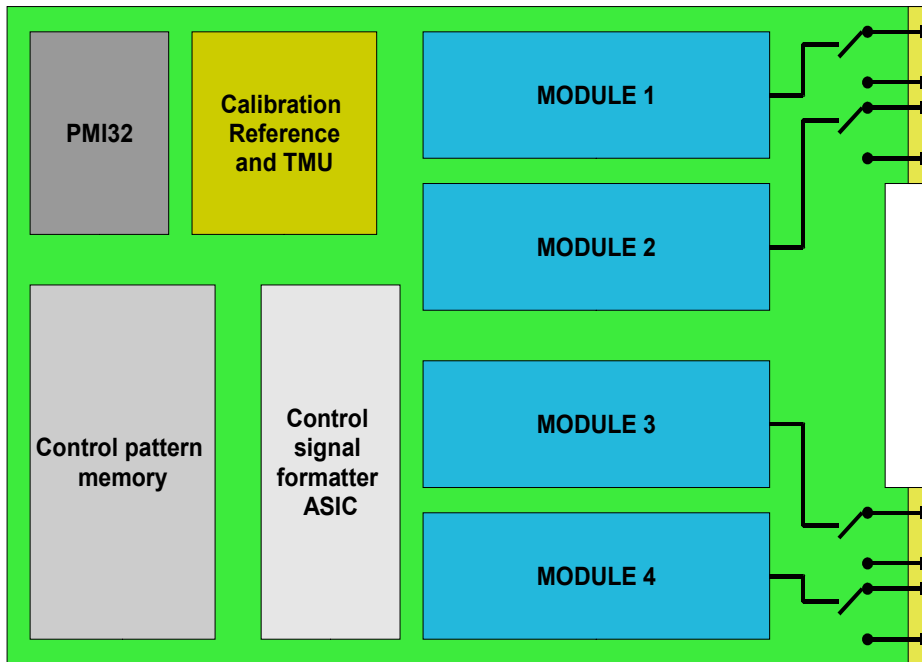 PMI32
Calibration
Reference
and TMU
MODULE 1
MODULE 2
Control pattern
memory
Control
signal
formatter
ASIC
MODULE 3
MODULE 4